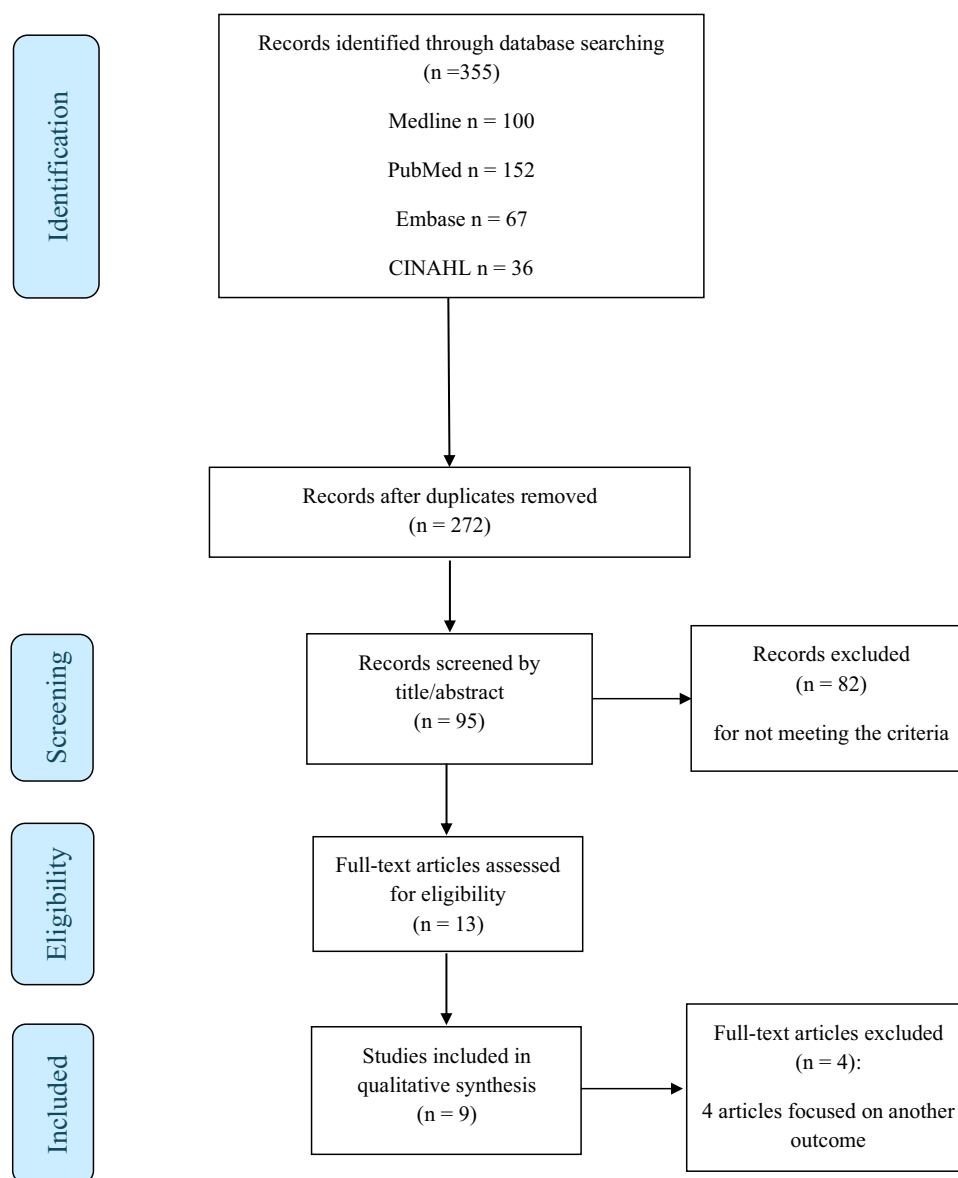 Identification
Records identified through database searching
(n =355)
Medline n = 100
PubMed n = 152
Embase n = 67
CINAHL n = 36
Records after duplicates removed
(n = 272)
Screening
Records screened by
title/abstract
(n = 95)
Records excluded
(n = 82)
for not meeting the criteria
Eligibility
Full-text articles assessed
for eligibility
(n = 13)
Included
Studies included in
qualitative synthesis
(n = 9)
Full-text articles excluded
(n = 4):
4 articles focused on another
outcome